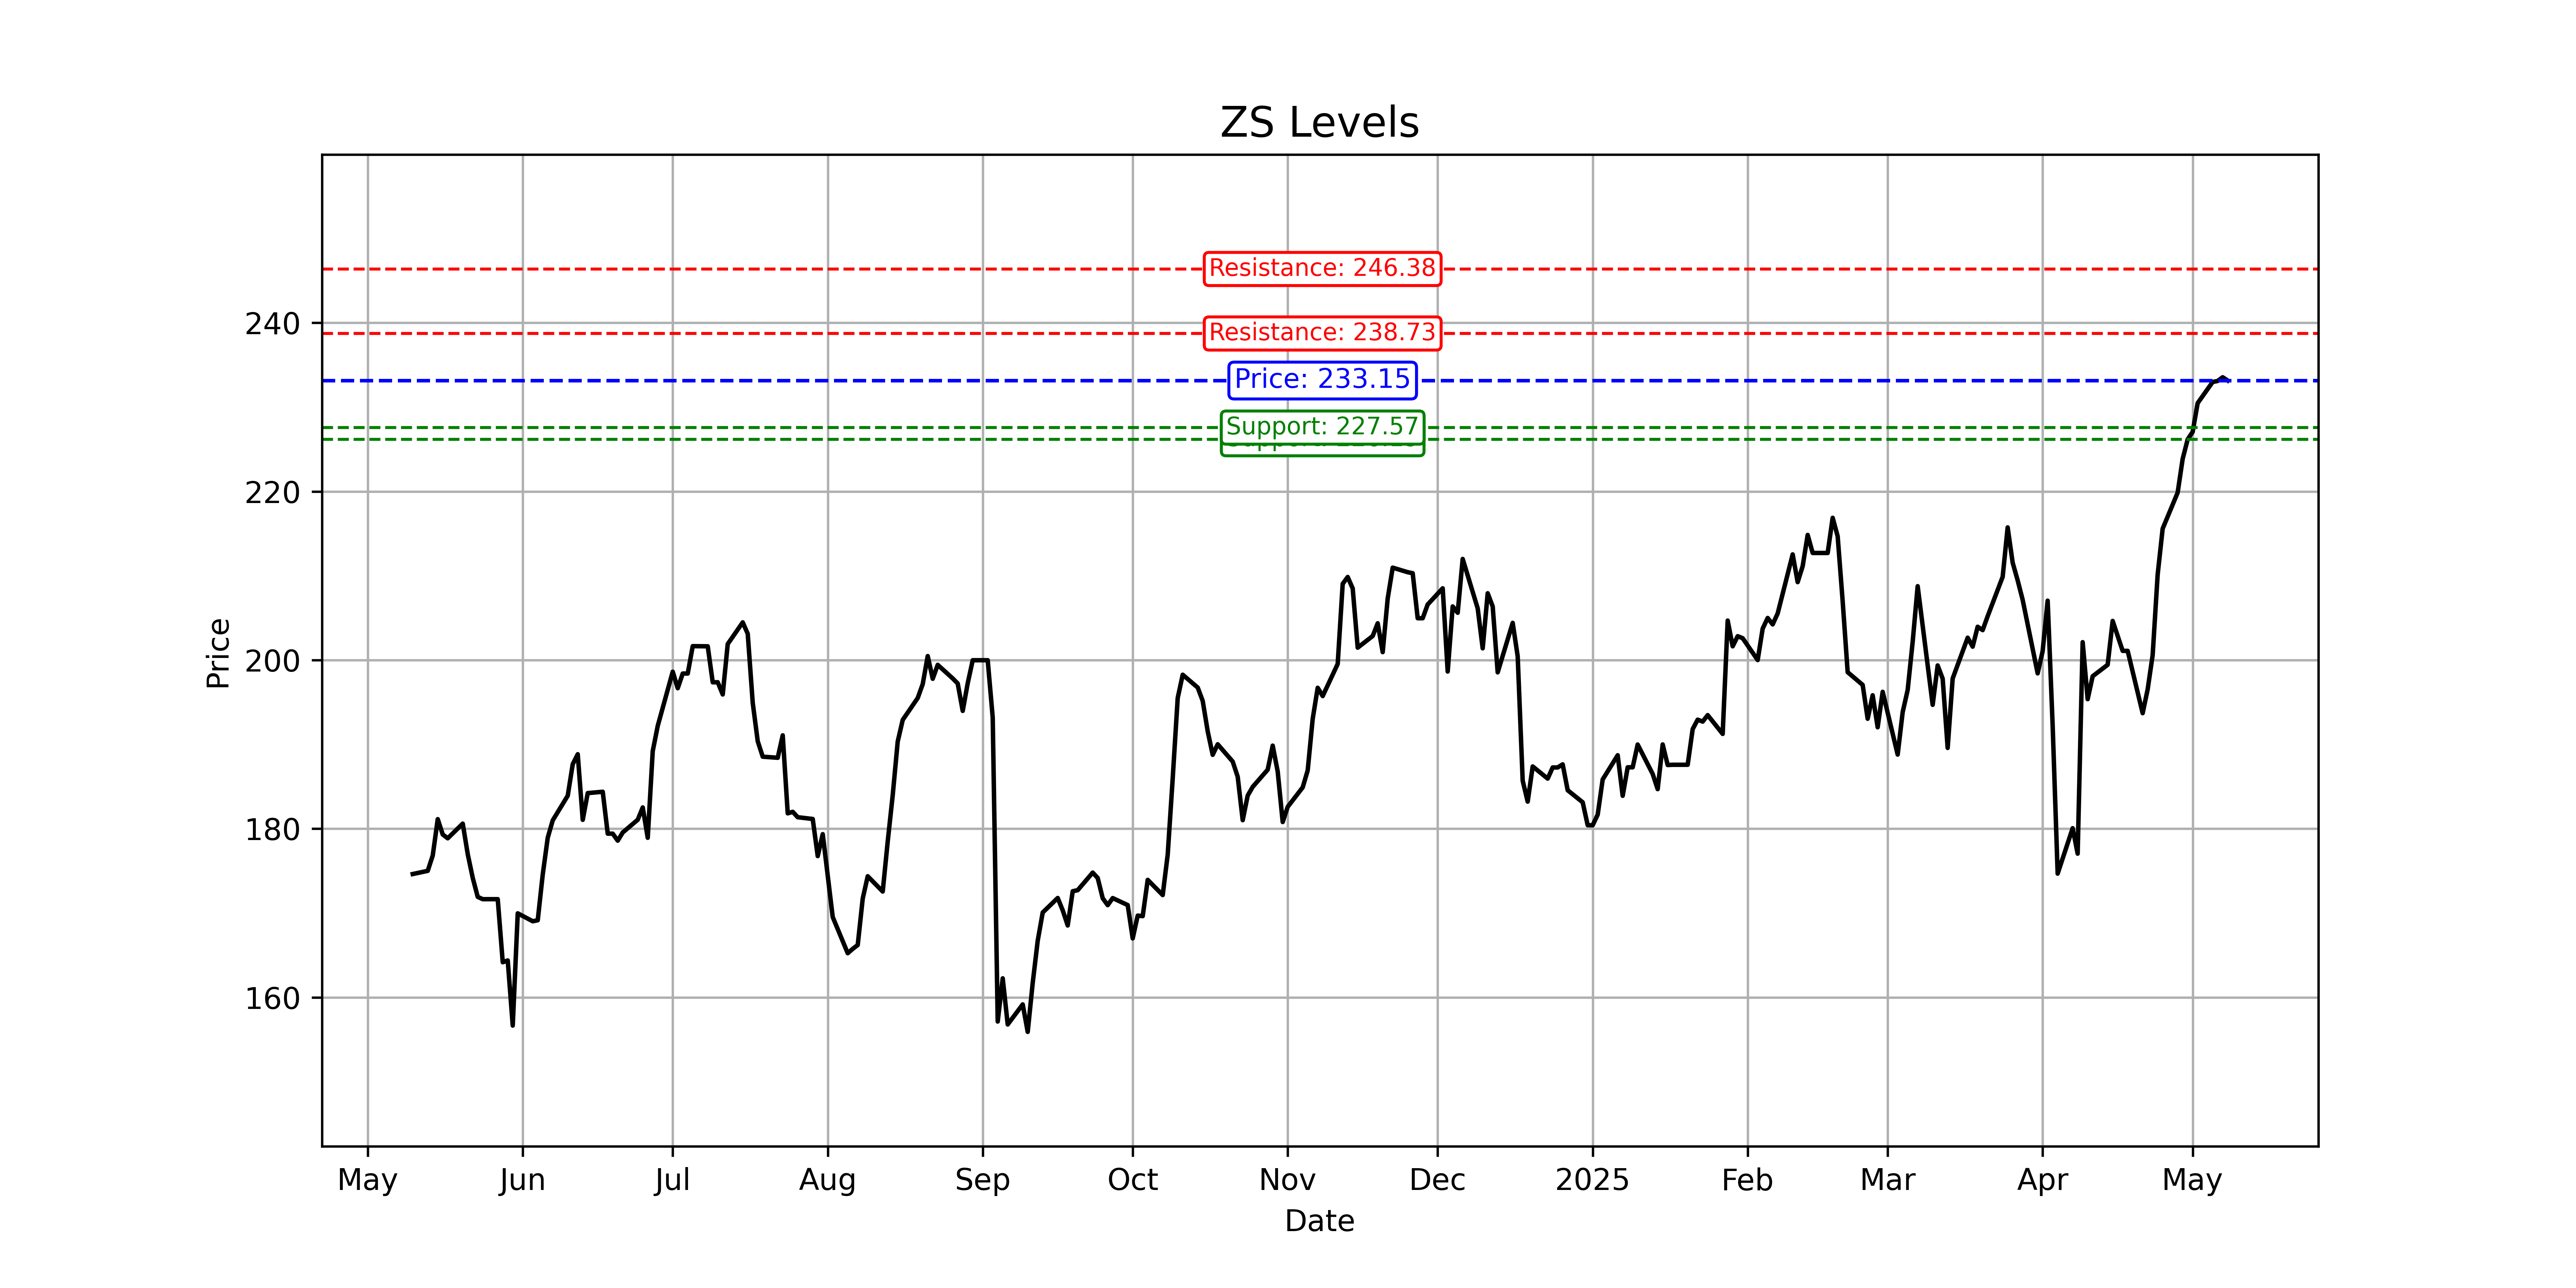 ZS Levels
Resistance: 246.38
240
Resistance: 238.73
Price: 233.15
Support: 227.57
220
200
Price
180
160
May Jun Jul Aug Sep Oct Nov Dec 2025 Feb Mar Apr May
Date